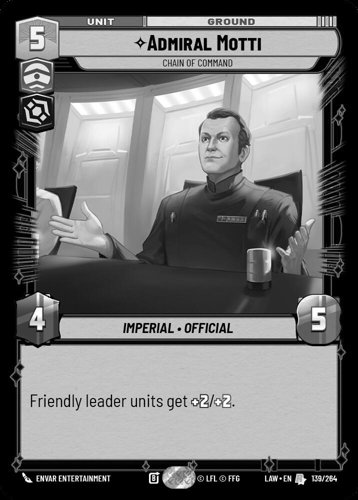 UNIT
GROUND
5
✧ADMIRAL MOTTI
CHAIN OF COMMAND
4
5
IMPERIAL • OFFICIAL
Friendly leader units get +2/+2.
ENVAR ENTERTAINMENT
© LFL © FFG
LAW • EN
139/264